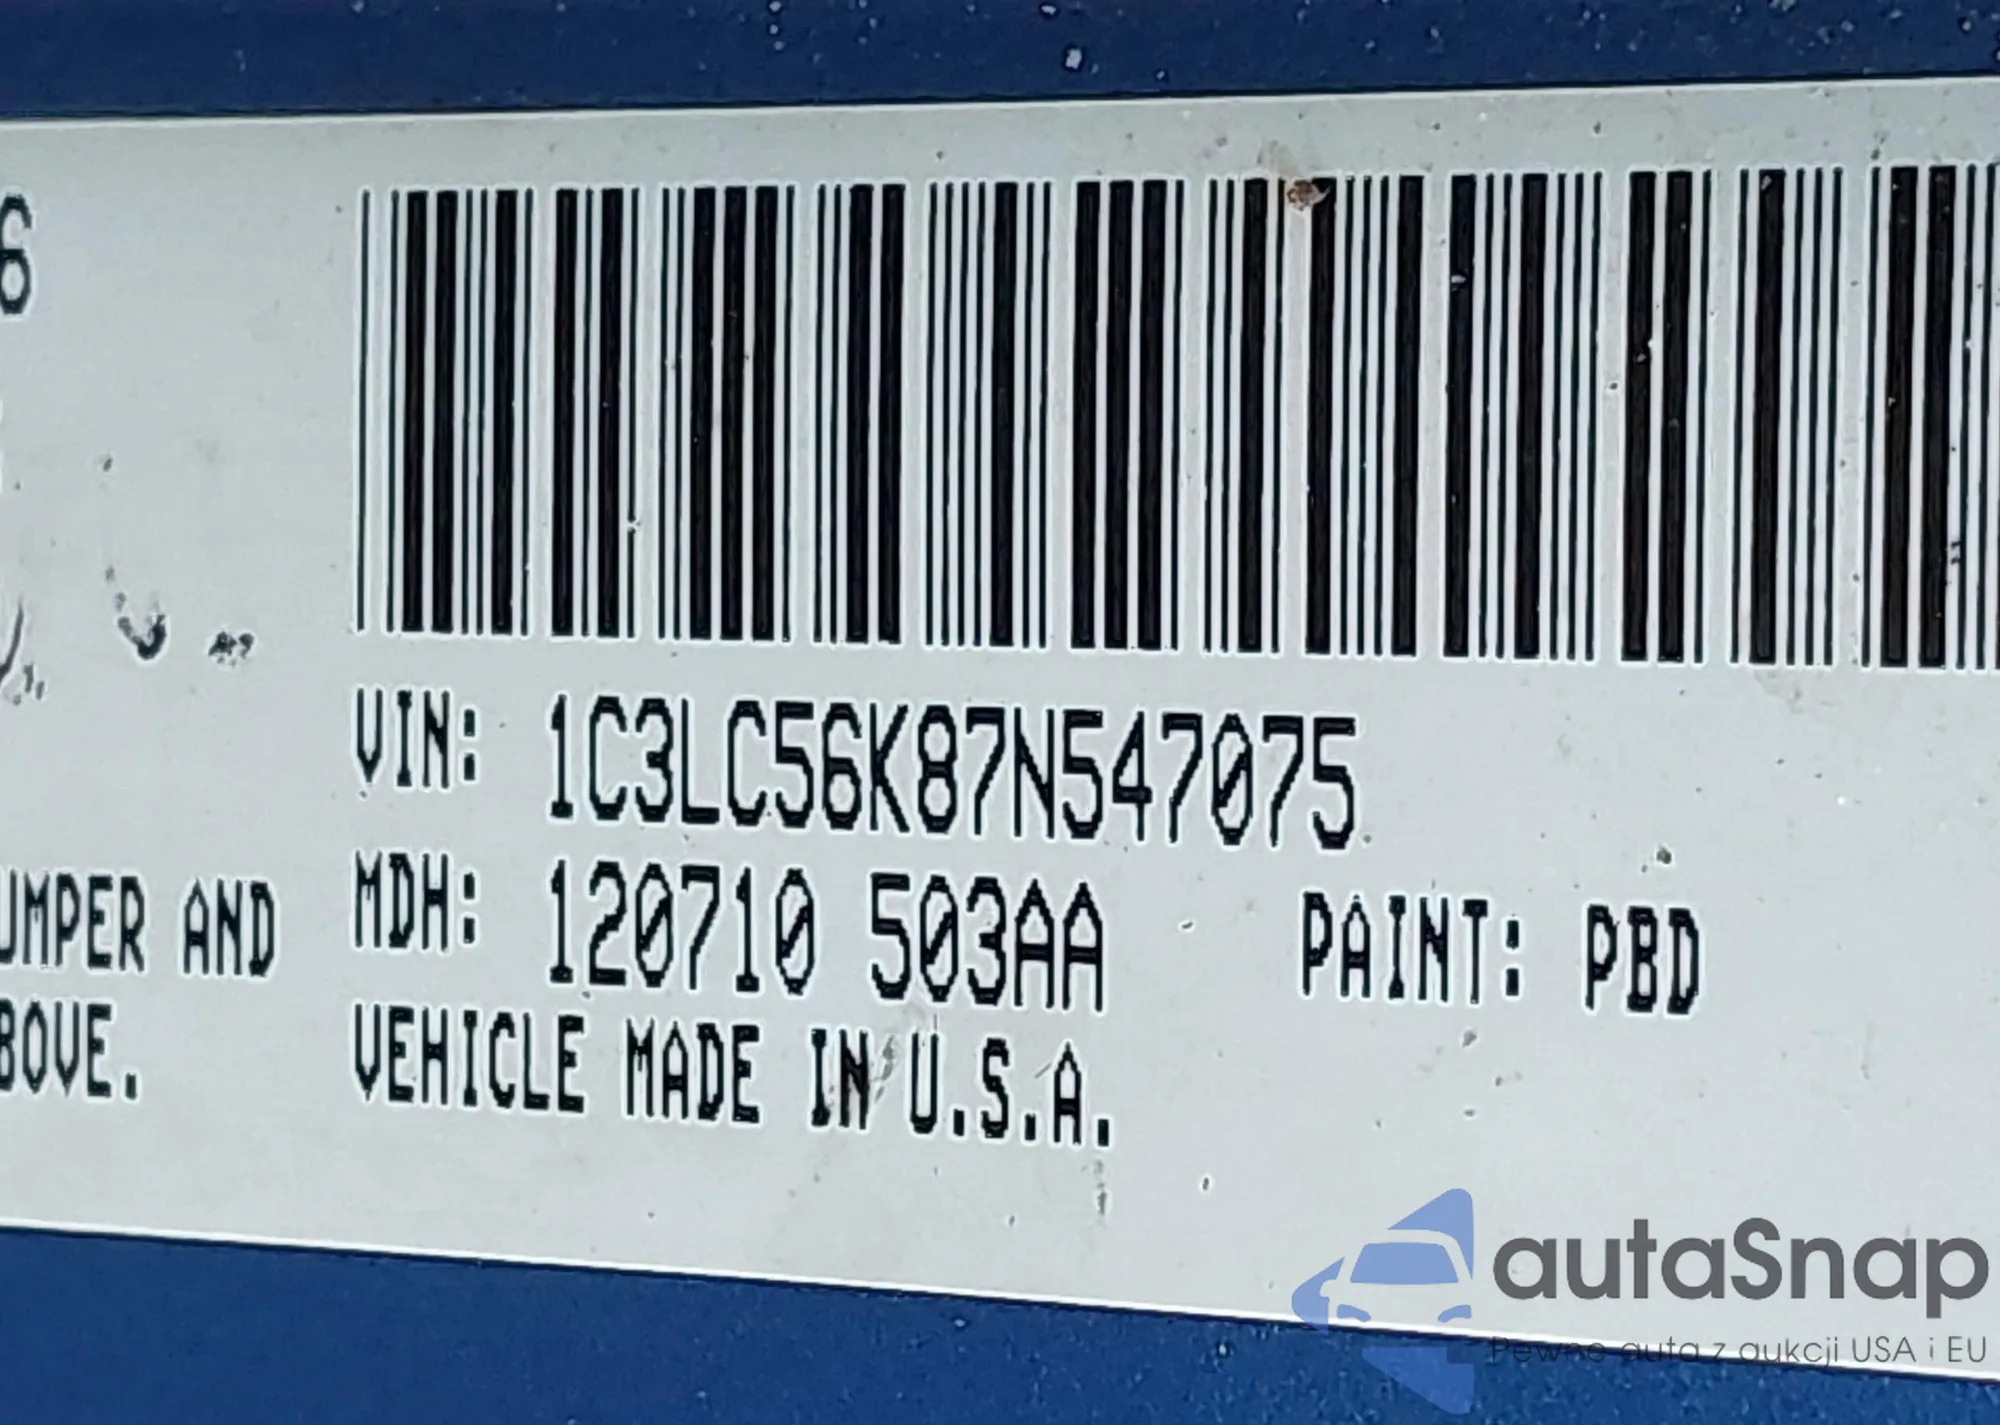 6
VIN: 1C3LC56K87N547075
UMPER AND
MDH: 120710 503AA PAINT: PBD
BOVE.
VEHICLE MADE IN U.S.A.
autaSnap
Pewne auta z aukcji USA i EU